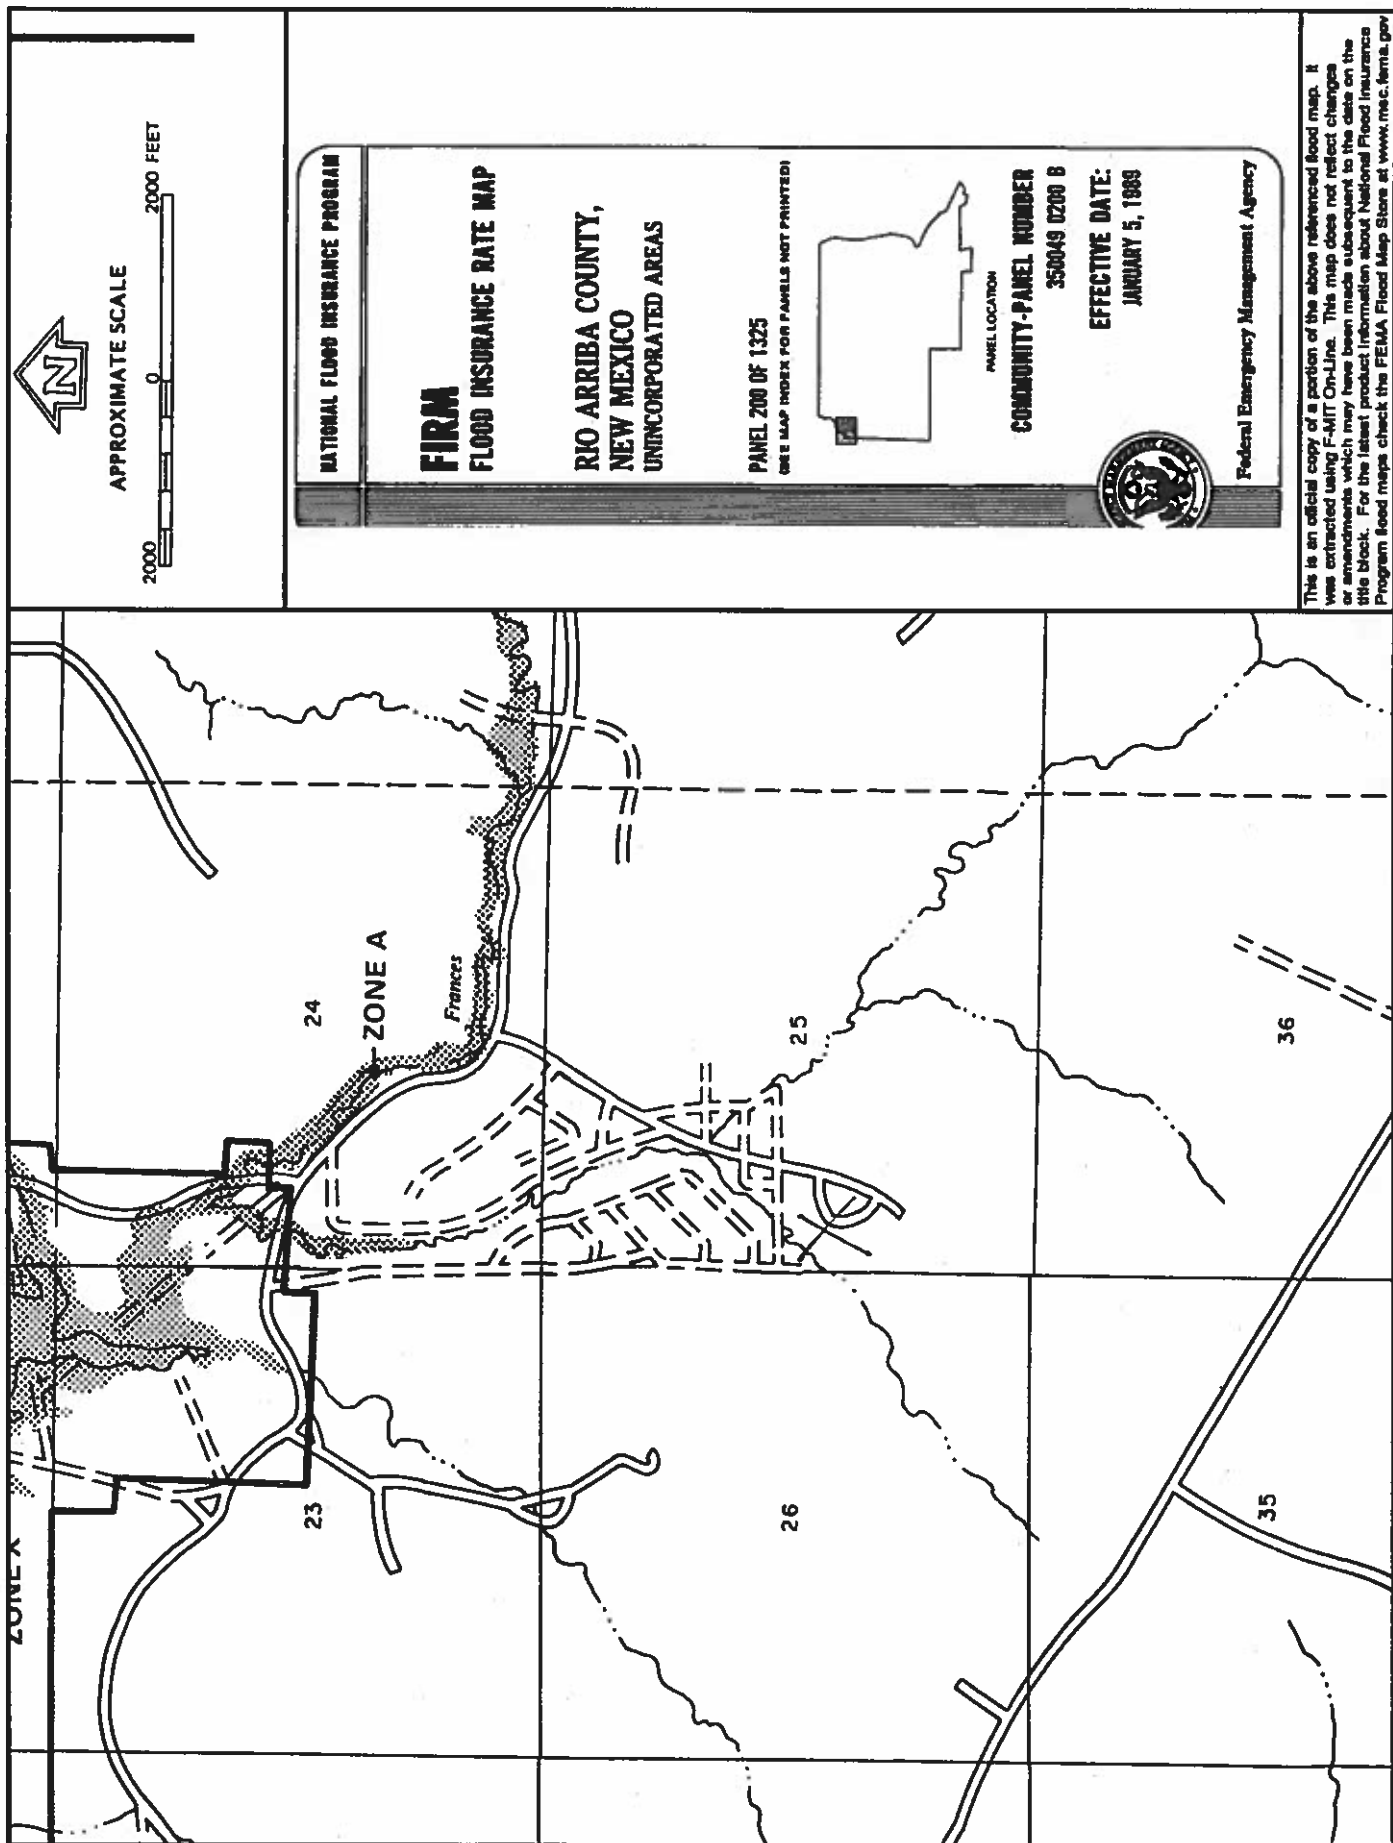 N
APPROXIMATE SCALE
2000 0 2000 FEET
NATIONAL FLOOD INSURANCE PROGRAM
FIRM
FLOOD INSURANCE RATE MAP
RIO ARRIBA COUNTY,
NEW MEXICO
UNINCORPORATED AREAS
PANEL 200 OF 1325
(SEE MAP INDEX FOR PANELS NOT PRINTED)
PANEL LOCATION
COMMUNITY-PANEL NUMBER
350049 0200 B
EFFECTIVE DATE:
JANUARY 5, 1989
Federal Emergency Management Agency
This is an official copy of a portion of the above referenced flood map. It
was extracted using F-MIT On-Line. This map does not reflect changes
or amendments which may have been made subsequent to the date on the
title block. For the latest product information about National Flood Insurance
Program flood maps check the FEMA Flood Map Store at www.msc.fema.gov
ZONE X
24
ZONE A
Frances
23
25
26
36
35